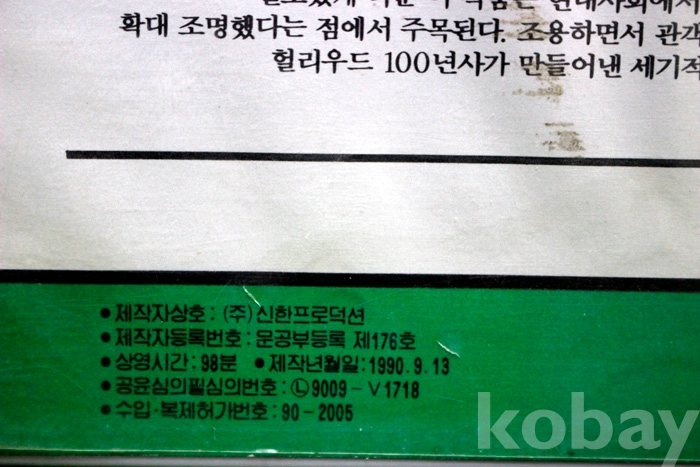 확대 조명했다는 점에서 주목된다. 조용하면서 관객
헐리우드 100년사가 만들어낸 세기적
●제작자상호 : (주)신한프로덕션
●제작자등록번호 : 문공부등록 제176호
●상영시간 : 98분 ●제작년월일 : 1990. 9. 13
●공윤심의필심의번호 : Ⓛ9009-V1718
●수입·복제허가번호 : 90-2005
kobay